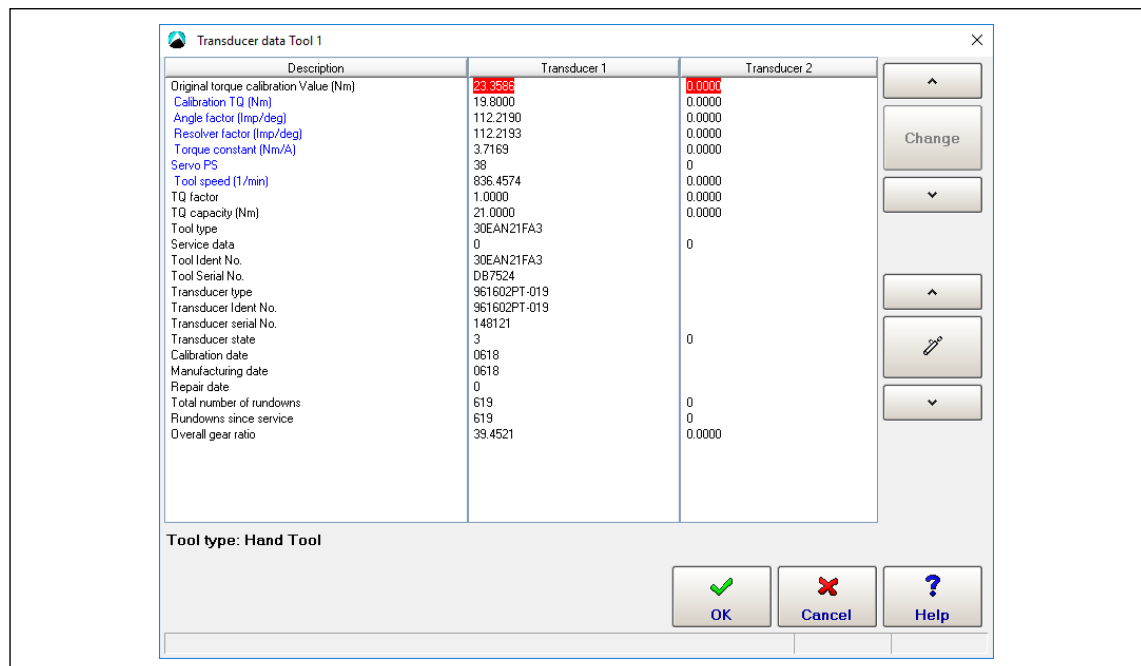 Transducer data Tool 1
Description Transducer 1 Transducer 2
Original torque calibration Value (Nm) 23.3586 0.0000
Calibration TQ (Nm) 19.8000 0.0000
Angle factor (Imp/deg) 112.2190 0.0000
Resolver factor (Imp/deg) 112.2193 0.0000
Torque constant (Nm/A) 3.7169 0.0000
Servo PS 38 0
Tool speed (1/min) 836.4574 0.0000
TQ factor 1.0000 0.0000
TQ capacity (Nm) 21.0000 0.0000
Tool type 30EAN21FA3
Service data 0 0
Tool Ident No. 30EAN21FA3
Tool Serial No. DB7524
Transducer type 961602PT-019
Transducer Ident No. 961602PT-019
Transducer serial No. 148121
Transducer state 3 0
Calibration date 0618
Manufacturing date 0618
Repair date 0
Total number of rundowns 619 0
Rundowns since service 619 0
Overall gear ratio 39.4521 0.0000
Change
Tool type: Hand Tool
OK Cancel Help